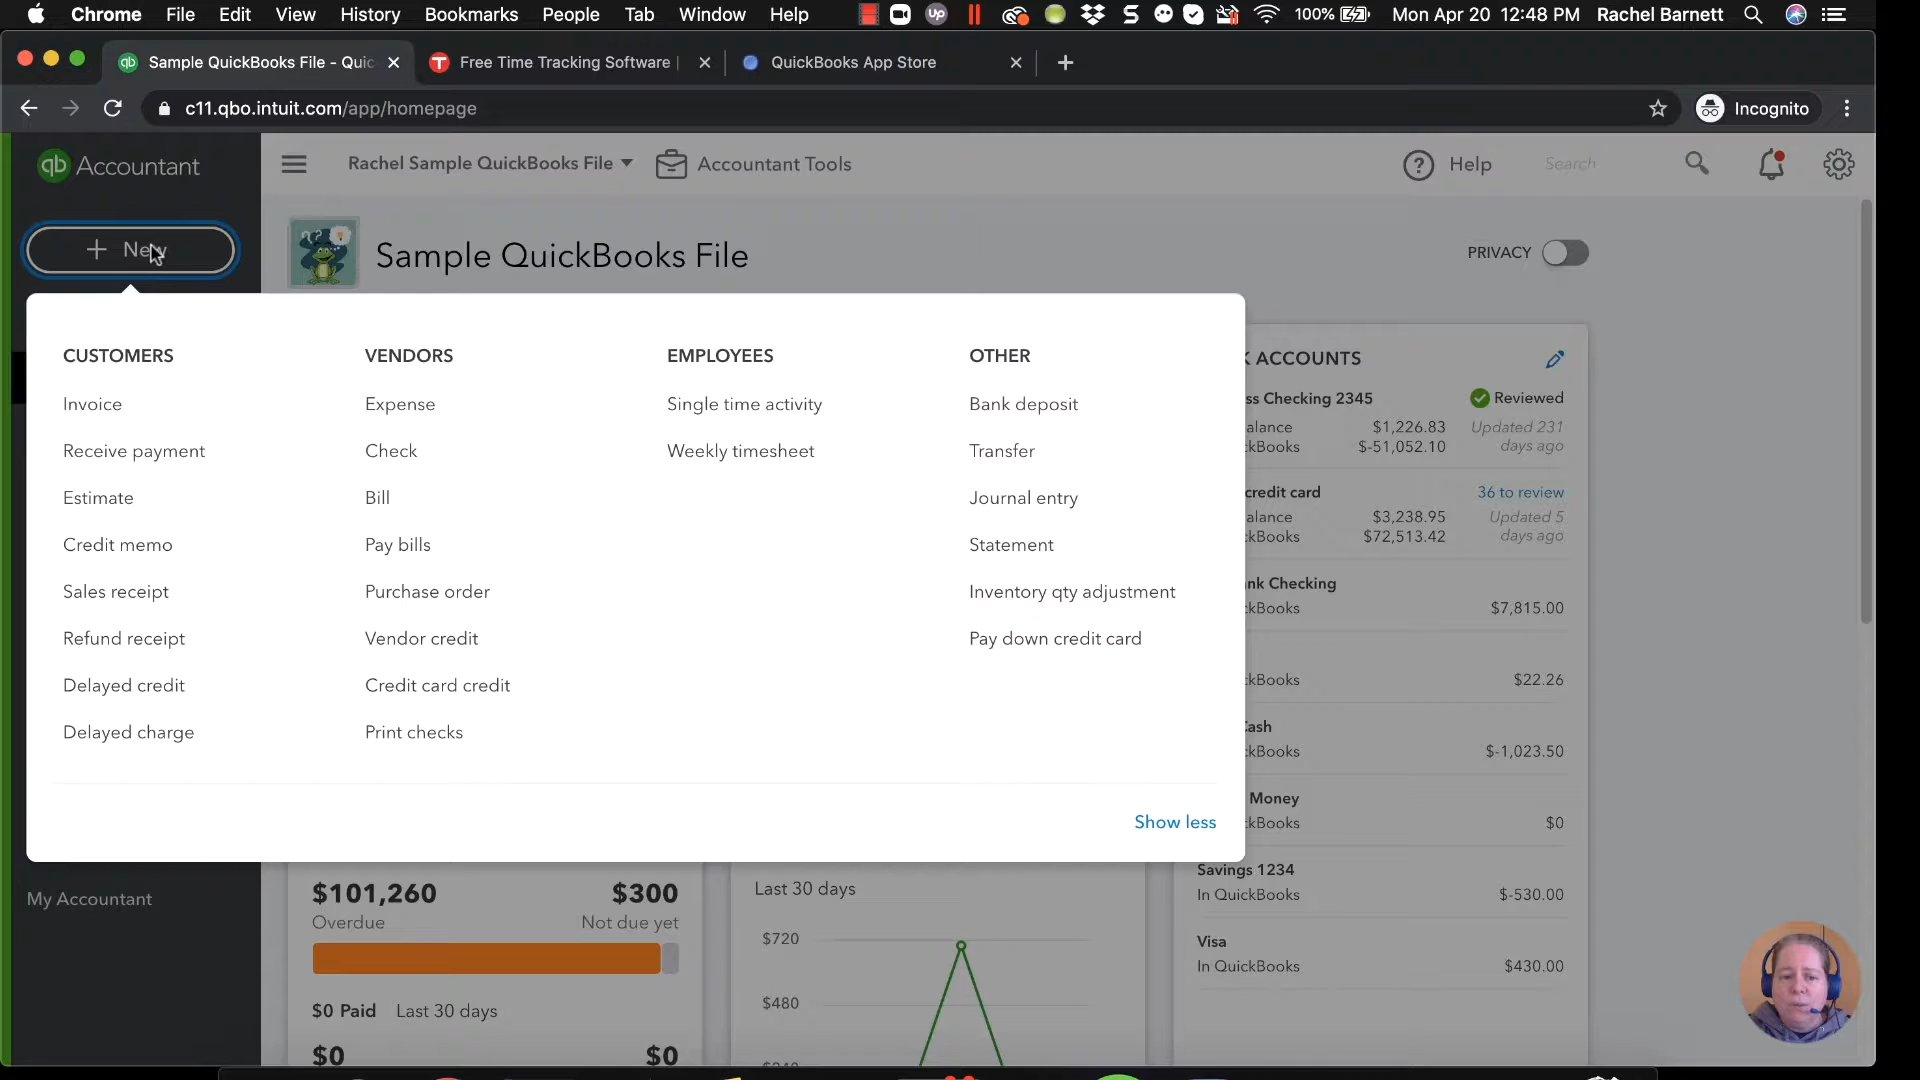 Chrome File Edit View History Bookmarks People Tab Window Help Up S 100% Mon Apr 20 12:48 PM Rachel Barnett
qb Sample QuickBooks File - Quic T Free Time Tracking Software | QuickBooks App Store
c11.qbo.intuit.com/app/homepage Incognito
qb Accountant Rachel Sample QuickBooks File Accountant Tools ? Help Search
+ New Sample QuickBooks File PRIVACY
CUSTOMERS VENDORS EMPLOYEES OTHER
Invoice Expense Single time activity Bank deposit
Receive payment Check Weekly timesheet Transfer
Estimate Bill Journal entry
Credit memo Pay bills Statement
Sales receipt Purchase order Inventory qty adjustment
Refund receipt Vendor credit Pay down credit card
Delayed credit Credit card credit
Delayed charge Print checks
Show less
ACCOUNTS
ss Checking 2345 Reviewed
alance $1,226.83 Updated 231
kBooks $-51,052.10 days ago
credit card 36 to review
alance $3,238.95 Updated 5
kBooks $72,513.42 days ago
nk Checking
kBooks $7,815.00
kBooks $22.26
Cash
kBooks $-1,023.50
Money
kBooks $0
Savings 1234
In QuickBooks $-530.00
Visa
In QuickBooks $430.00
My Accountant
$101,260 $300
Overdue Not due yet
$0 Paid Last 30 days
$0 $0
Last 30 days
$720
$480